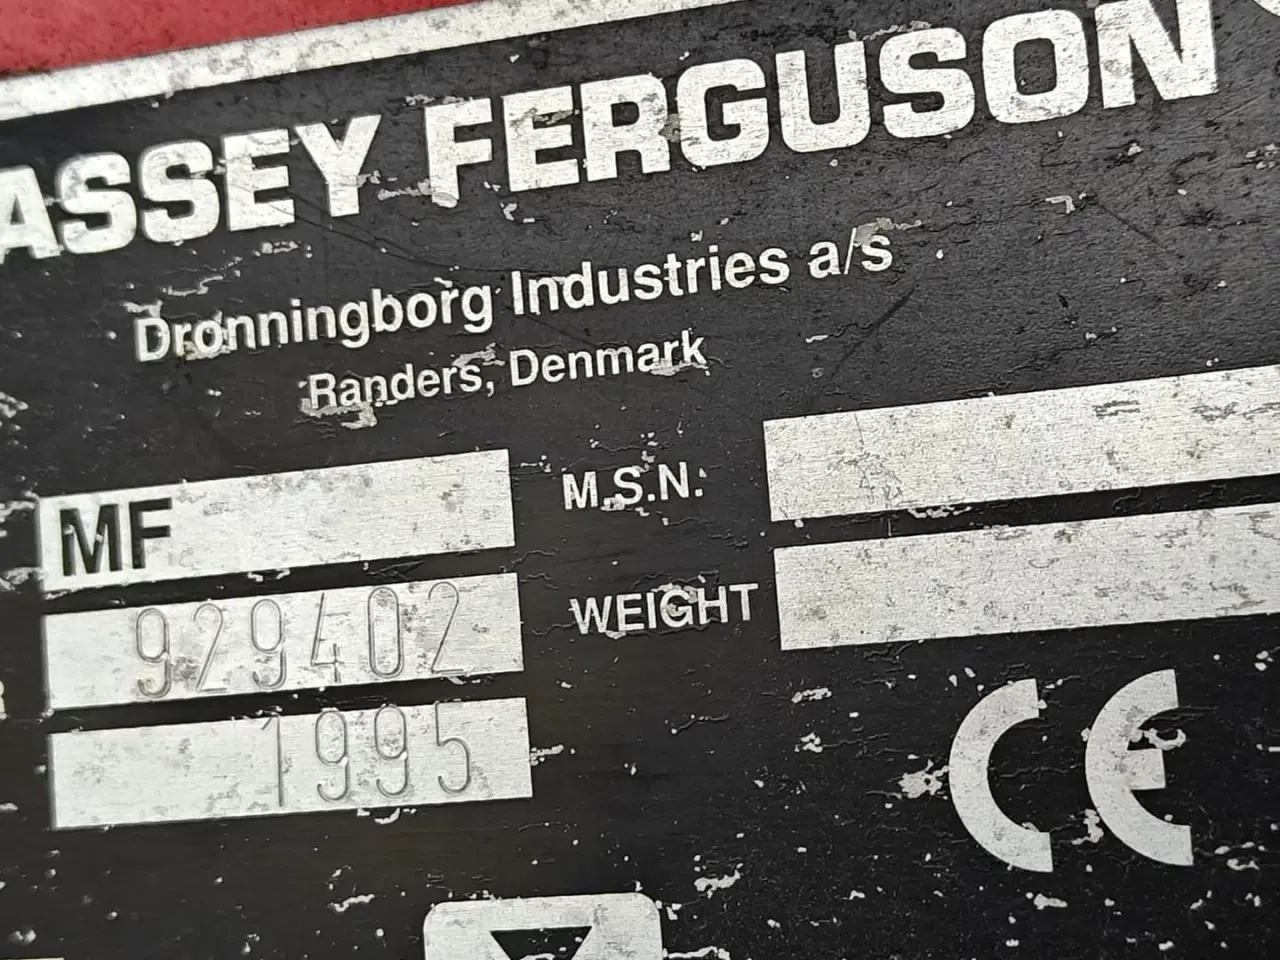 ASSEY FERGUSON
Dronningborg Industries a/s
Randers, Denmark
MF
M.S.N.:
929402
WEIGHT
1995
CE